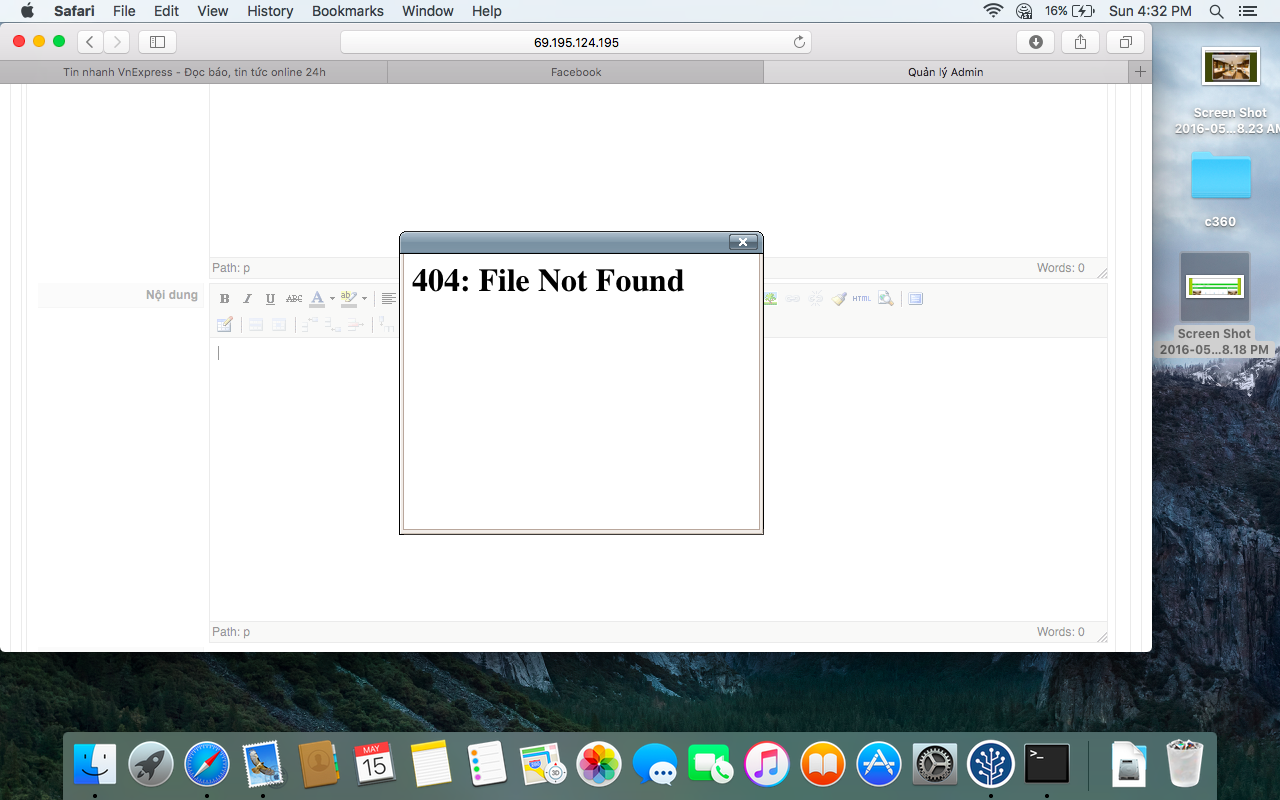 Safari File Edit View History Bookmarks Window Help 16% Sun 4:32 PM
69.195.124.195
Tin nhanh VnExpress - Đọc báo, tin tức online 24h
Facebook
Quản lý Admin
Screen Shot
2016-05...8.23 AM
c360
Screen Shot
2016-05...8.18 PM
Path: p
Words: 0
404: File Not Found
Nội dung
B I U ABC A ab HTML
Path: p
Words: 0
MAY
15
3D
>_